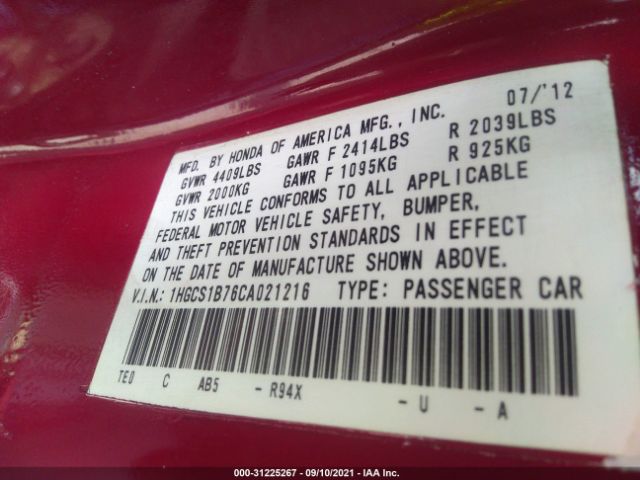 07/'12
MFD. BY HONDA OF AMERICA MFG., INC.
GVWR 4409LBS GAWR F 2414LBS R 2039LBS
GVWR 2000KG GAWR F 1095KG R 925KG
THIS VEHICLE CONFORMS TO ALL APPLICABLE
FEDERAL MOTOR VEHICLE SAFETY, BUMPER,
AND THEFT PREVENTION STANDARDS IN EFFECT
ON THE DATE OF MANUFACTURE SHOWN ABOVE.
V.I.N.: 1HGCS1B76CA021216 TYPE: PASSENGER CAR
TE0 C AB5 - R94X - U - A
000-31225267 - 09/10/2021 - IAA Inc.